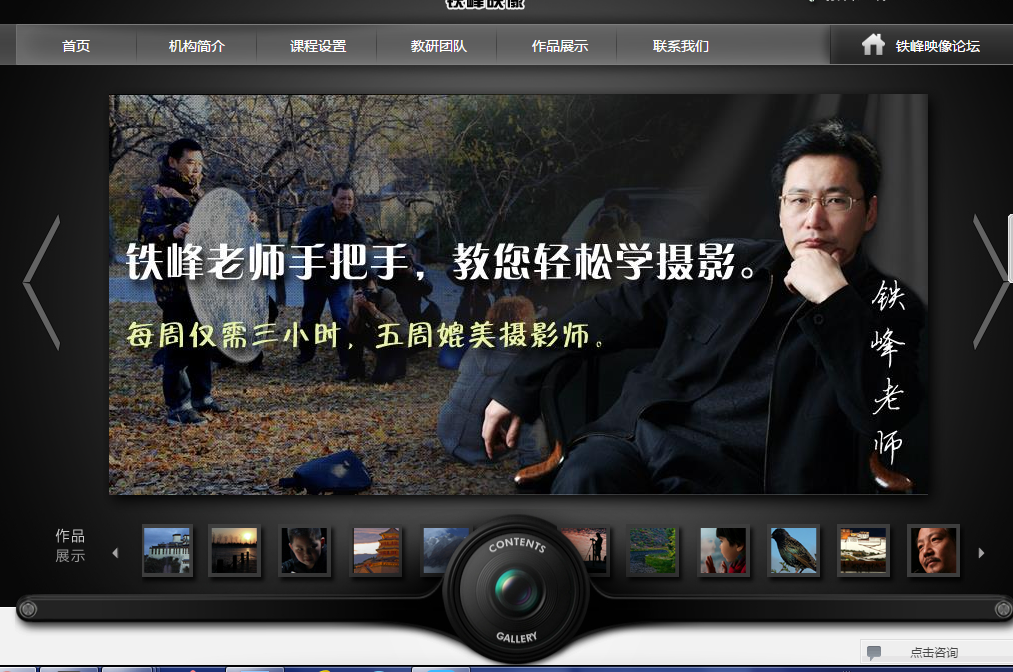 首页
机构简介
课程设置
教研团队
作品展示
联系我们
铁峰映像论坛
铁峰老师手把手，教您轻松学摄影。
每周仅需三小时，五周媲美摄影师。
铁峰老师
作品
展示
CONTENTS
GALLERY
点击咨询